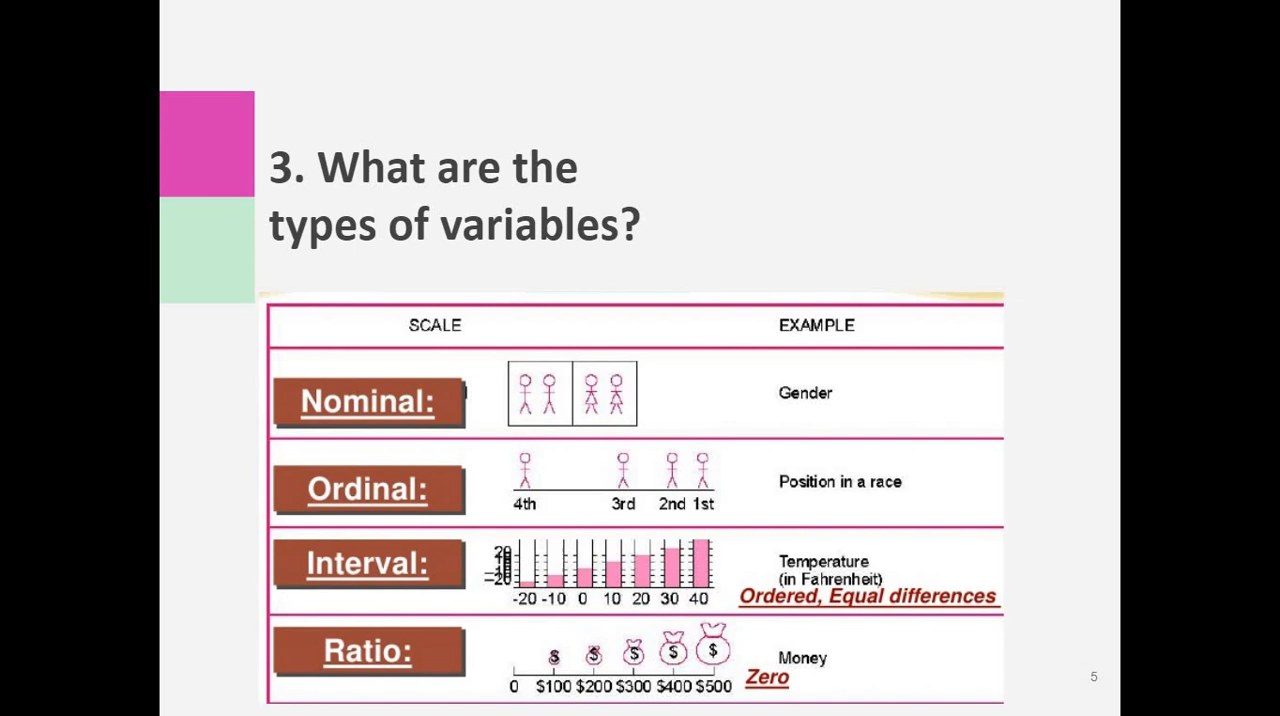 3. What are the
types of variables?
SCALE EXAMPLE
Nominal: Gender
Ordinal: Position in a race
4th 3rd 2nd 1st
Interval: Temperature
(in Fahrenheit)
-20 -10 0 10 20 30 40
Ordered, Equal differences
Ratio: Money
$ $ $ $ $
0 $100 $200 $300 $400 $500
Zero
5